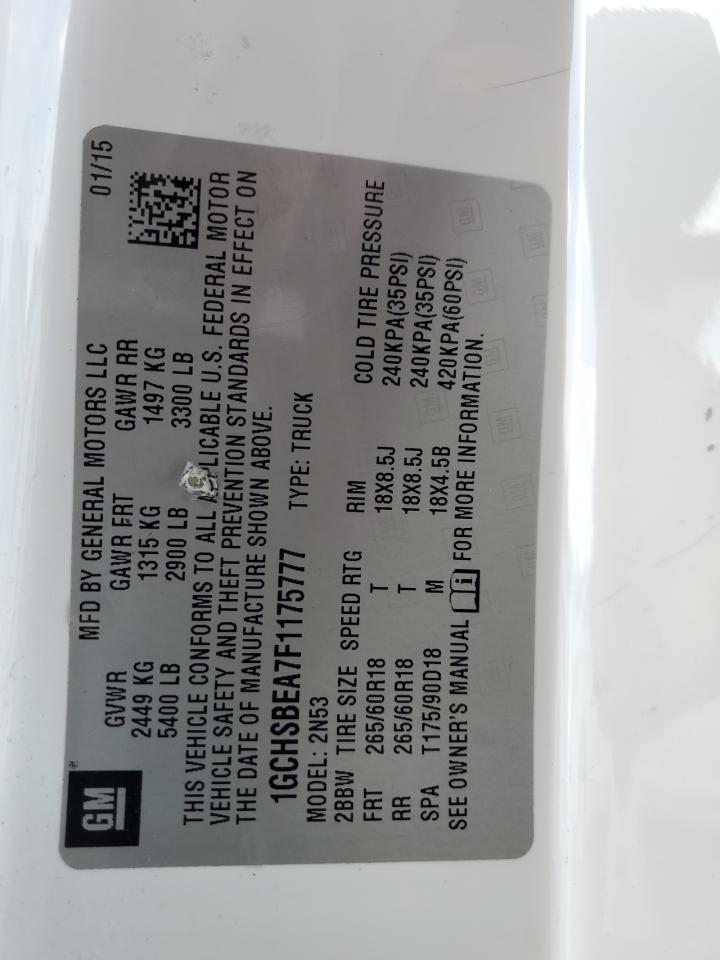 GM
MFD BY GENERAL MOTORS LLC 01/15
GVWR GAWR FRT GAWR RR
2449 KG 1315 KG 1497 KG
5400 LB 2900 LB 3300 LB
THIS VEHICLE CONFORMS TO ALL LICABLE U.S. FEDERAL MOTOR
VEHICLE SAFETY AND THEFT PREVENTION STANDARDS IN EFFECT ON
THE DATE OF MANUFACTURE SHOWN ABOVE.
1GCHSBEA7F1175777 TYPE: TRUCK
MODEL: 2N53
2BBW TIRE SIZE SPEED RTG RIM COLD TIRE PRESSURE
FRT 265/60R18 T 18X8.5J 240KPA(35PSI)
RR 265/60R18 T 18X8.5J 240KPA(35PSI)
SPA T175/90D18 M 18X4.5B 420KPA(60PSI)
SEE OWNER'S MANUAL FOR MORE INFORMATION.